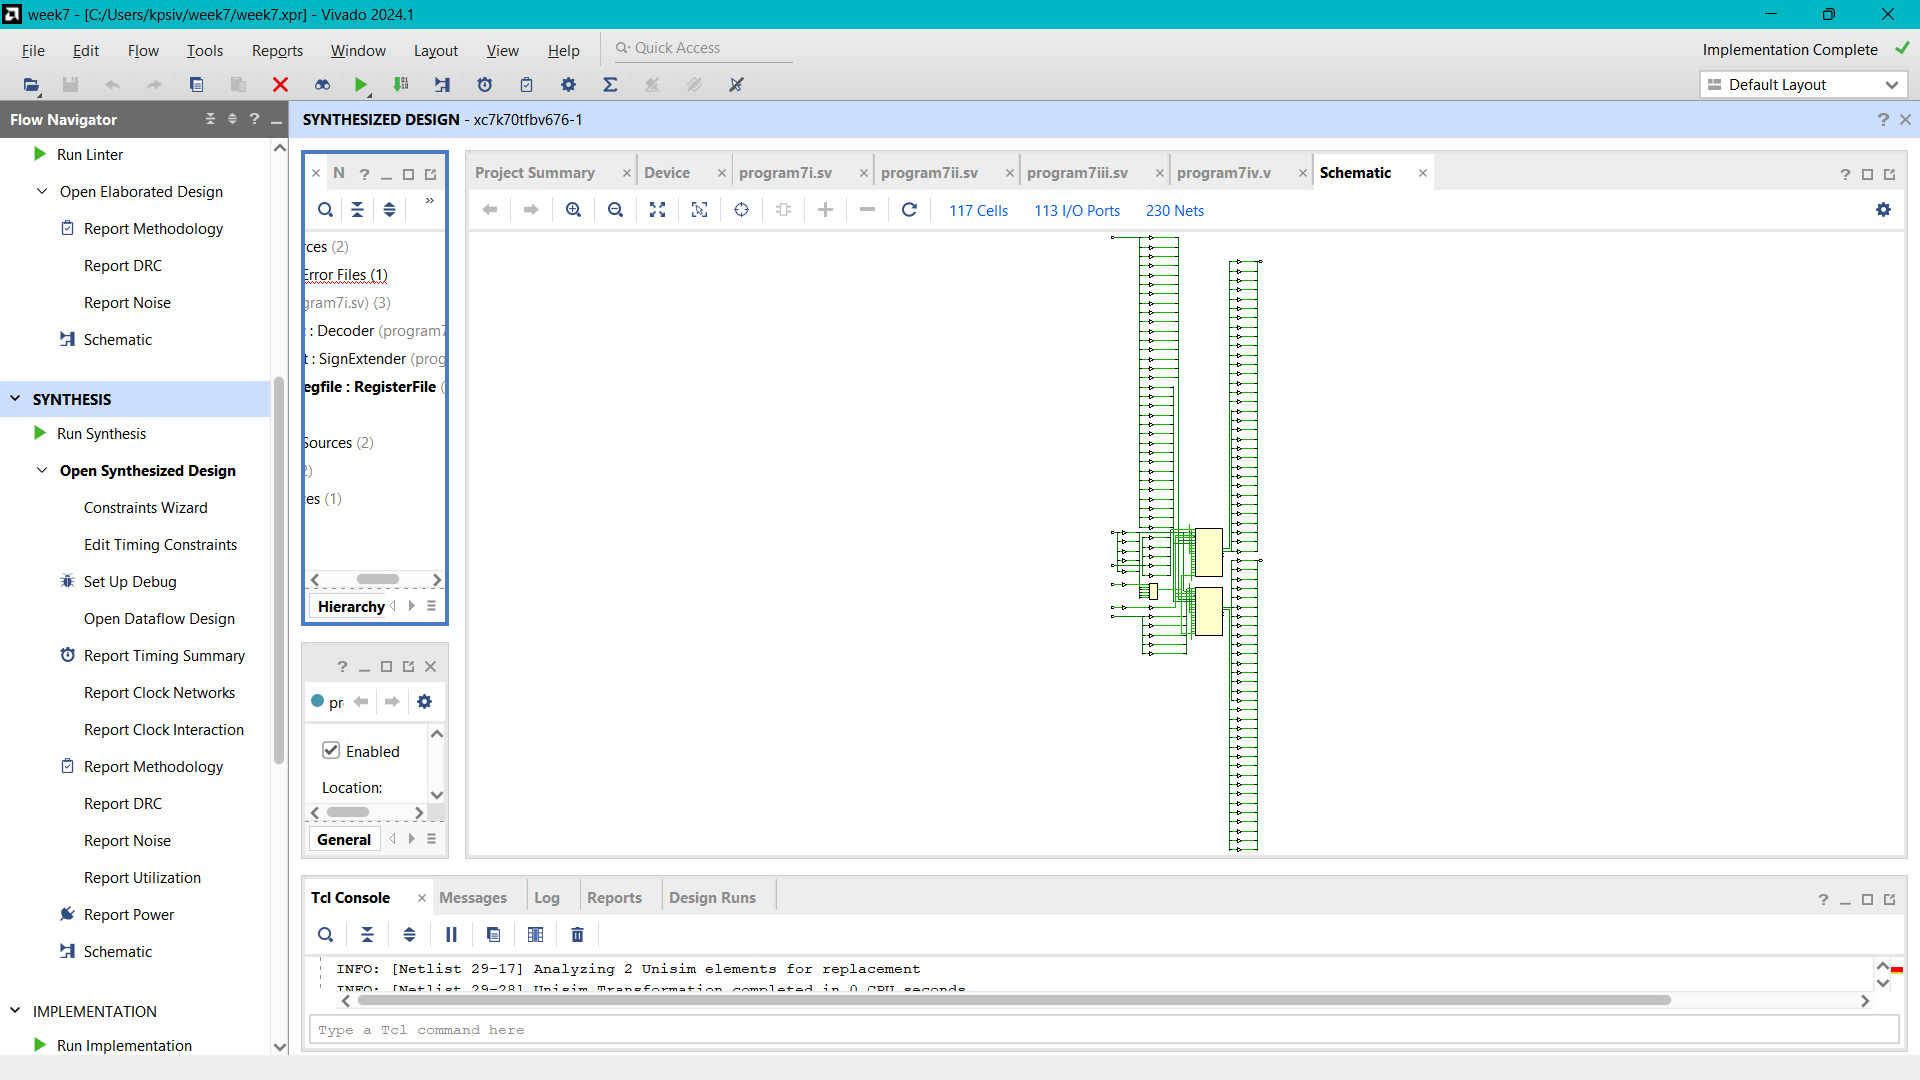 week7 - [C:/Users/kpsiv/week7/week7.xpr] - Vivado 2024.1
File Edit Flow Tools Reports Window Layout View Help Quick Access
Implementation Complete
Default Layout
Flow Navigator
SYNTHESIZED DESIGN - xc7k70tfbv676-1
Run Linter
Open Elaborated Design
Report Methodology
Report DRC
Report Noise
Schematic
SYNTHESIS
Run Synthesis
Open Synthesized Design
Constraints Wizard
Edit Timing Constraints
Set Up Debug
Open Dataflow Design
Report Timing Summary
Report Clock Networks
Report Clock Interaction
Report Methodology
Report DRC
Report Noise
Report Utilization
Report Power
Schematic
IMPLEMENTATION
Run Implementation
N
ces (2)
Error Files (1)
gram7i.sv) (3)
: Decoder (program7
t : SignExtender (prog
egfile : RegisterFile (
Sources (2)
2)
es (1)
Hierarchy
pr
Enabled
Location:
General
Project Summary Device program7i.sv program7ii.sv program7iii.sv program7iv.v Schematic
117 Cells 113 I/O Ports 230 Nets
Tcl Console Messages Log Reports Design Runs
INFO: [Netlist 29-17] Analyzing 2 Unisim elements for replacement
INFO: [Netlist 29-28] Unisim Transformation completed in 0 CPU seconds
Type a Tcl command here